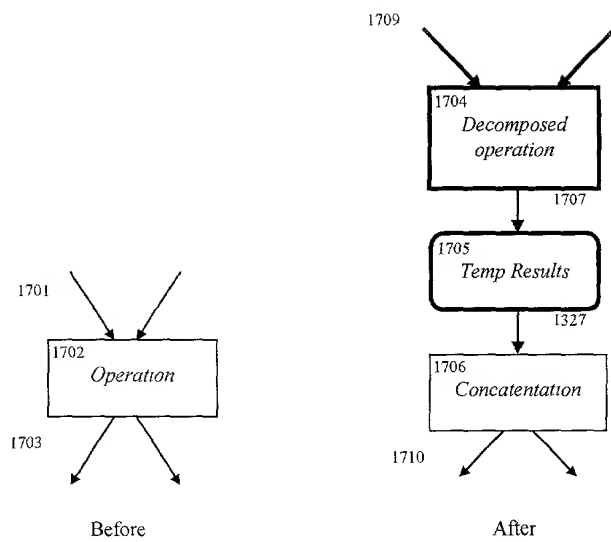 1709
1704
Decomposed
operation
1707
1705
Temp Results
1327
1701
1702
Operation
1703
1706
Concatentation
1710
Before
After